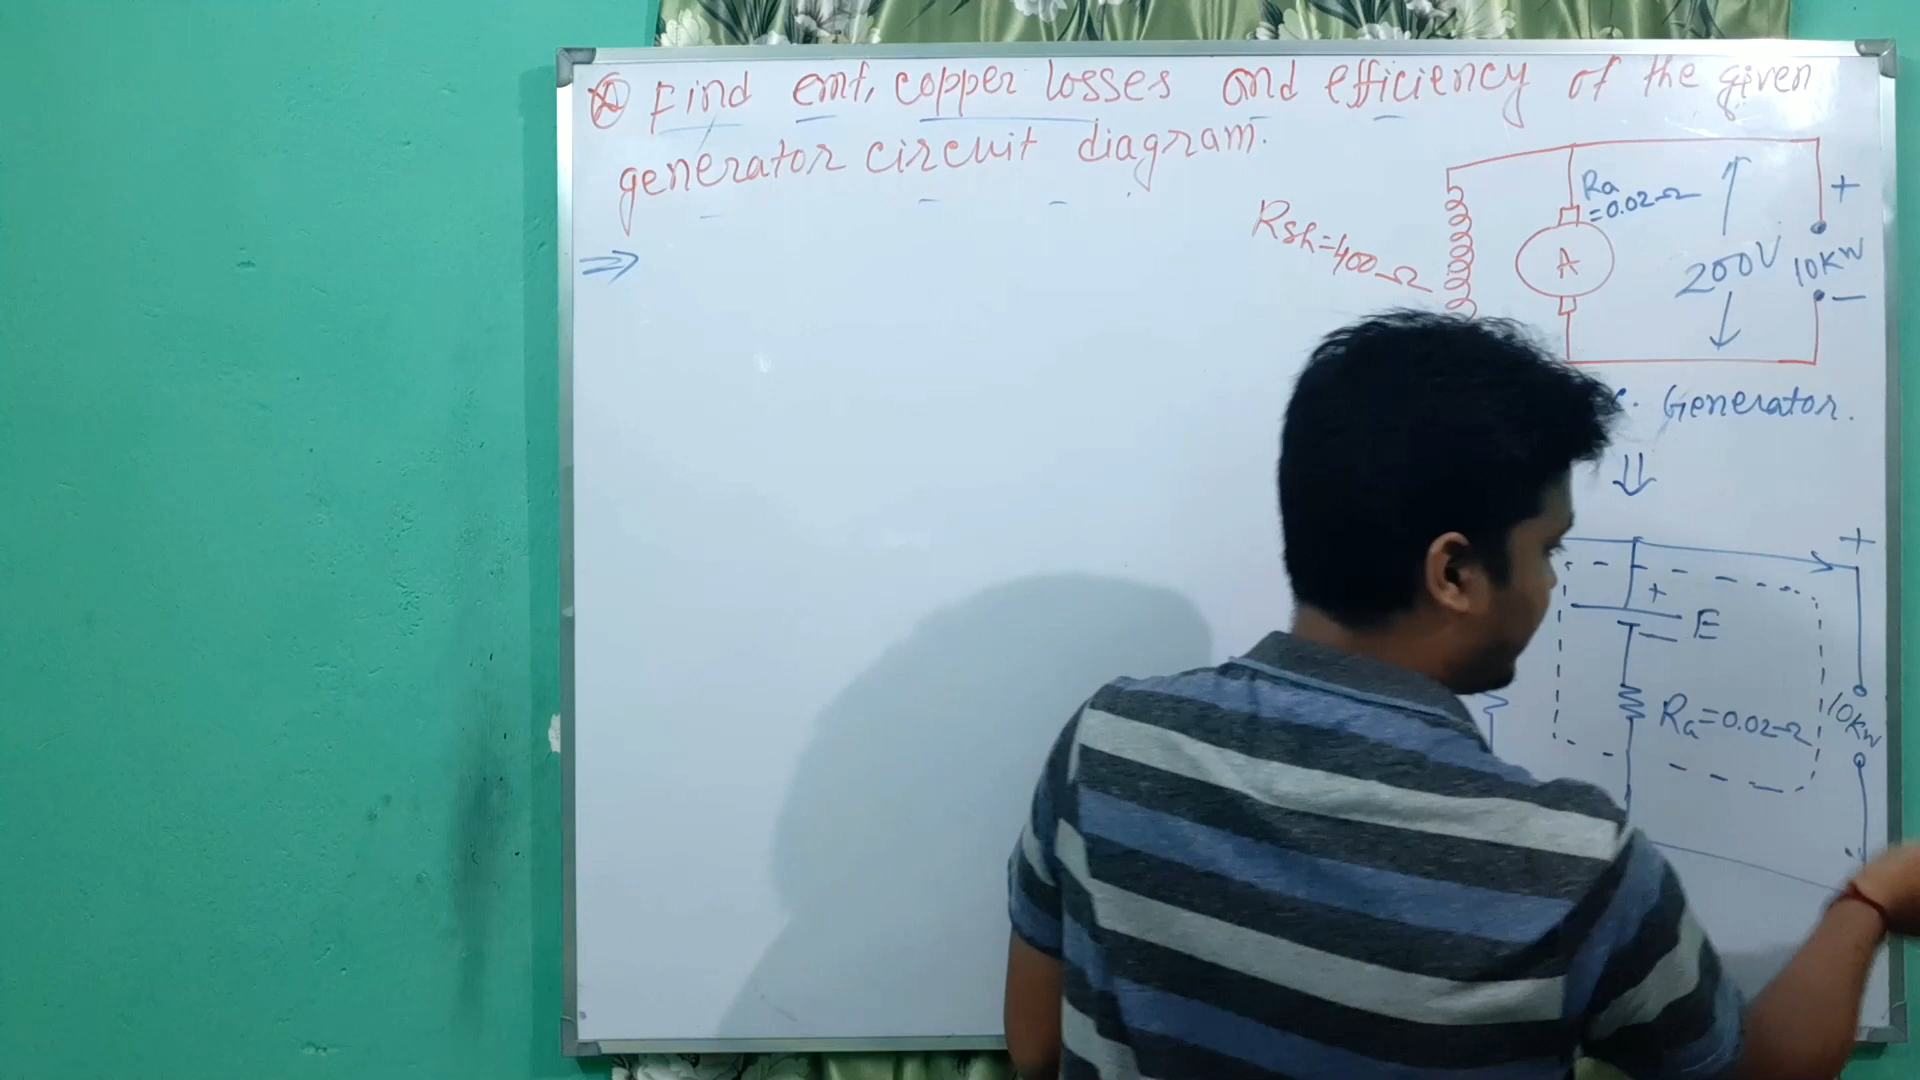 Find emf, copper losses and efficiency of the given
generator circuit diagram.
⇒
Ra
=0.02Ω
+
Rsh=400Ω
A
200V
10KW
−
Generator.
⇓
+
+
E
−
Ra=0.02Ω
10KW